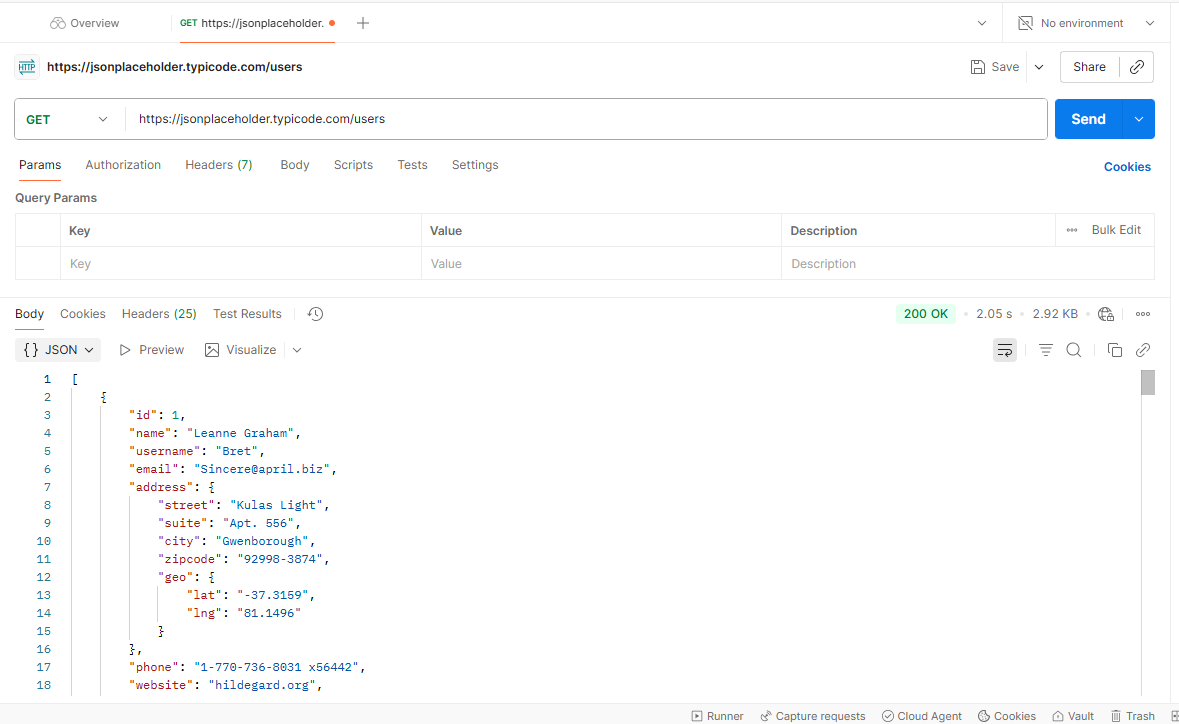 Overview GET https://jsonplaceholder. No environment
HTTP https://jsonplaceholder.typicode.com/users Save Share
GET https://jsonplaceholder.typicode.com/users Send
Params Authorization Headers (7) Body Scripts Tests Settings Cookies
Query Params
Key Value Description Bulk Edit
Key Value Description
Body Cookies Headers (25) Test Results 200 OK 2.05 s 2.92 KB
{} JSON Preview Visualize
1 [
2 {
3 "id": 1,
4 "name": "Leanne Graham",
5 "username": "Bret",
6 "email": "Sincere@april.biz",
7 "address": {
8 "street": "Kulas Light",
9 "suite": "Apt. 556",
10 "city": "Gwenborough",
11 "zipcode": "92998-3874",
12 "geo": {
13 "lat": "-37.3159",
14 "lng": "81.1496"
15 }
16 },
17 "phone": "1-770-736-8031 x56442",
18 "website": "hildegard.org",
Runner Capture requests Cloud Agent Cookies Vault Trash